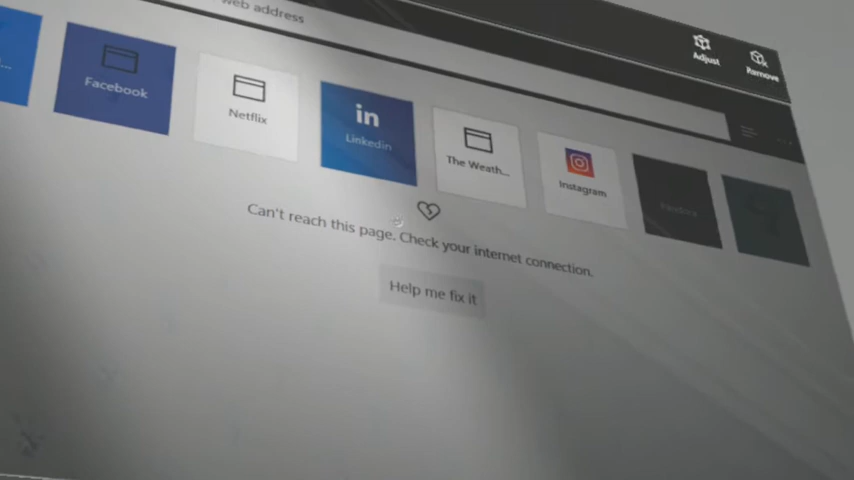 web address
Adjust
Remove
Facebook
Netflix
in
Linkedin
The Weath...
Instagram
Pandora
Can't reach this page. Check your internet connection.
Help me fix it